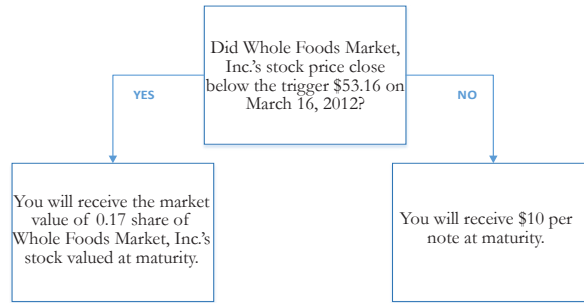 Did Whole Foods Market,
Inc.'s stock price close
below the trigger $53.16 on
March 16, 2012?
YES
NO
You will receive the market
value of 0.17 share of
Whole Foods Market, Inc.'s
stock valued at maturity.
You will receive $10 per
note at maturity.